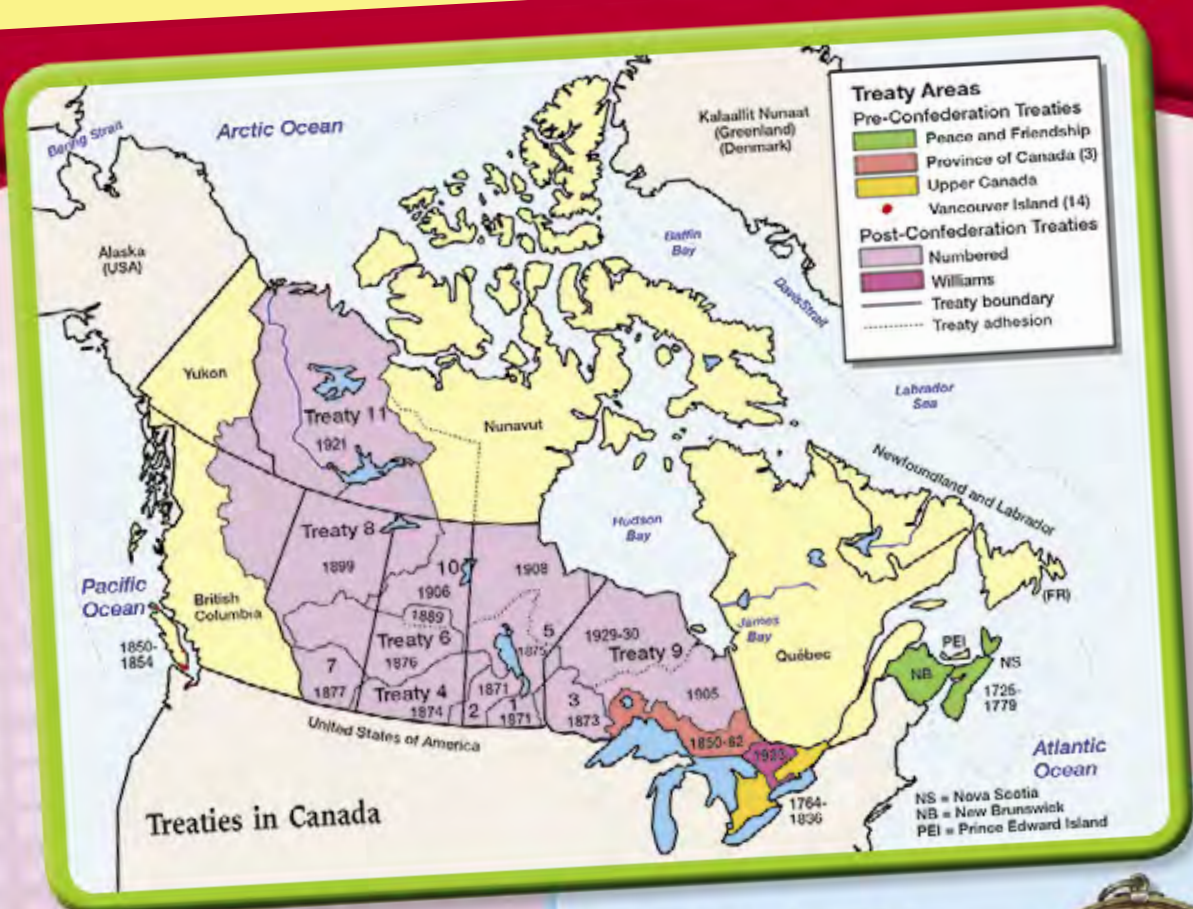 Bering Strait
Arctic Ocean
Kalaallit Nunaat
(Greenland)
(Denmark)
Treaty Areas
Pre-Confederation Treaties
Peace and Friendship
Province of Canada (3)
Upper Canada
Vancouver Island (14)
Post-Confederation Treaties
Numbered
Williams
Treaty boundary
Treaty adhesion
Alaska
(USA)
Baffin
Bay
Davis Strait
Yukon
Labrador
Sea
Treaty 11
1921
Nunavut
Newfoundland and Labrador
Treaty 8
1899
Hudson
Bay
10
1906
1908
Pacific
Ocean
British
Columbia
1889
(FR)
James
Bay
1850-
1854
Treaty 6
1876
5
1875
1929-30
Treaty 9
Québec
PEI
NB
NS
1725-
1779
7
1877
Treaty 4
1874
1871
2
1
1871
3
1873
1905
United States of America
1850-62
1923
Atlantic
Ocean
1764-
1836
Treaties in Canada
NS = Nova Scotia
NB = New Brunswick
PEI = Prince Edward Island